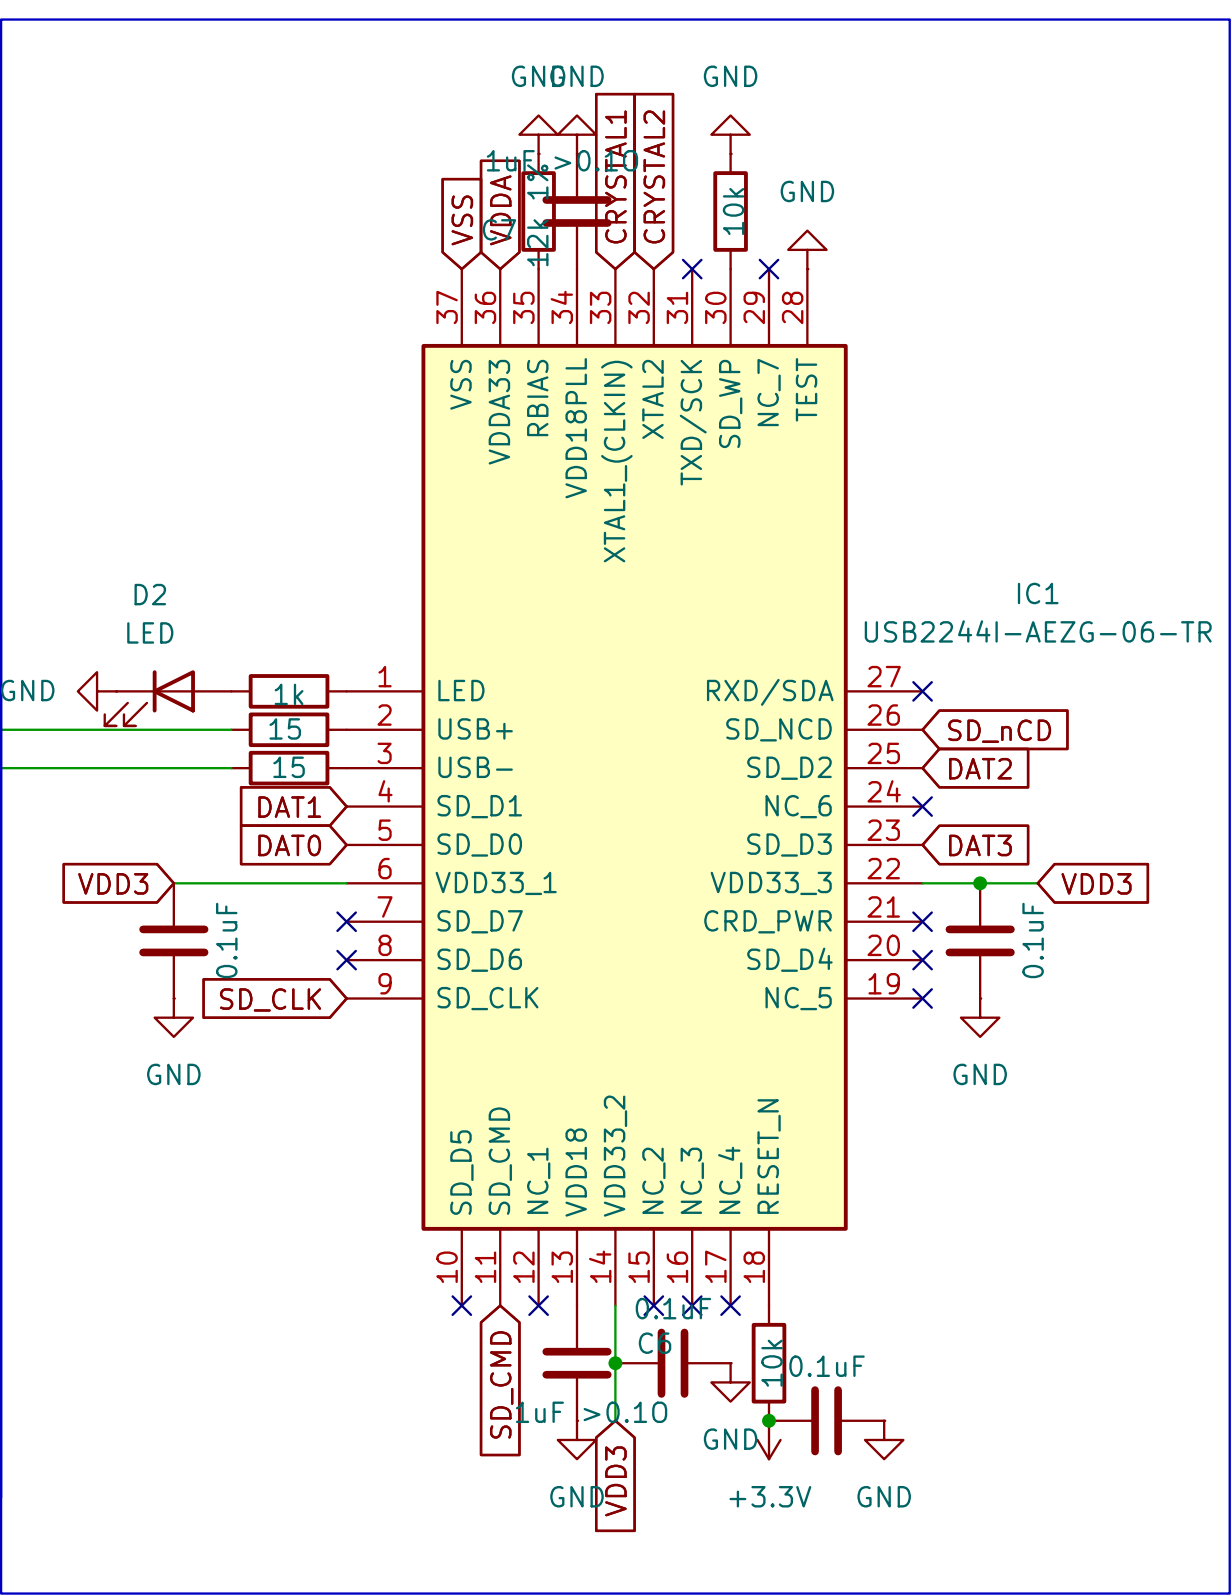 GND
GND
GND
GND
1uF >0.1O
C7
12k 1%
10k
VSS
VDDA
CRYSTAL1
CRYSTAL2
37
36
35
34
33
32
31
30
29
28
VSS
VDDA33
RBIAS
VDD18PLL
XTAL1_(CLKIN)
XTAL2
TXD/SCK
SD_WP
NC_7
TEST
D2
LED
IC1
USB2244I-AEZG-06-TR
GND
1k
1
LED
15
2
USB+
15
3
USB-
DAT1
4
SD_D1
DAT0
5
SD_D0
VDD3
6
VDD33_1
7
SD_D7
8
SD_D6
SD_CLK
9
SD_CLK
0.1uF
GND
RXD/SDA
27
SD_NCD
26
SD_nCD
SD_D2
25
DAT2
NC_6
24
SD_D3
23
DAT3
VDD33_3
22
VDD3
CRD_PWR
21
SD_D4
20
NC_5
19
0.1uF
GND
SD_D5
SD_CMD
NC_1
VDD18
VDD33_2
NC_2
NC_3
NC_4
RESET_N
10
11
12
13
14
15
16
17
18
0.1uF
C6
SD_CMD
10k
0.1uF
1uF >0.1O
GND
VDD3
GND
+3.3V
GND